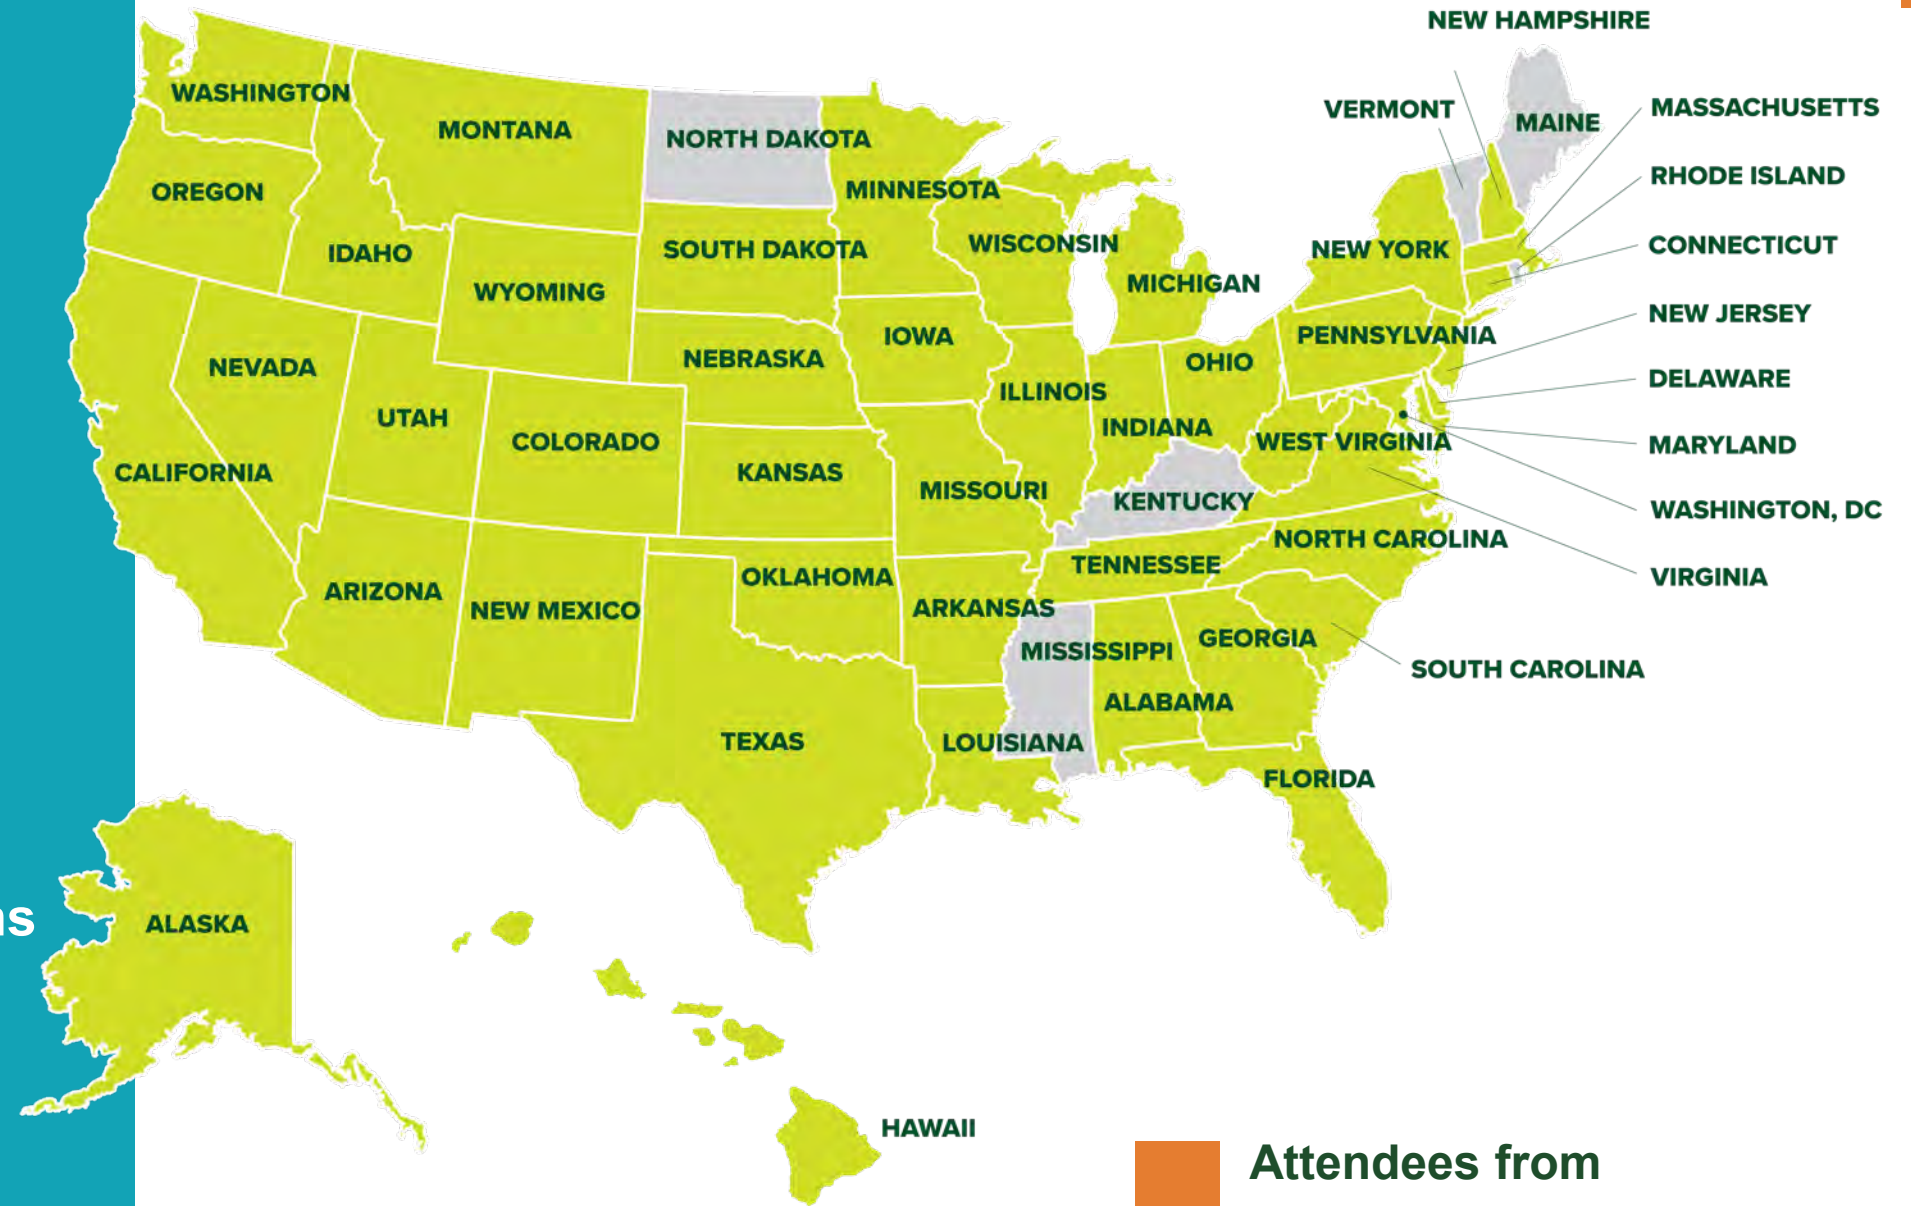 NEW HAMPSHIRE
WASHINGTON
VERMONT
MASSACHUSETTS
MAINE
MONTANA
NORTH DAKOTA
RHODE ISLAND
OREGON
MINNESOTA
CONNECTICUT
IDAHO
SOUTH DAKOTA
WISCONSIN
NEW YORK
WYOMING
MICHIGAN
NEW JERSEY
IOWA
PENNSYLVANIA
NEVADA
NEBRASKA
OHIO
DELAWARE
ILLINOIS
UTAH
COLORADO
INDIANA
WEST VIRGINIA
MARYLAND
CALIFORNIA
KANSAS
MISSOURI
KENTUCKY
WASHINGTON, DC
NORTH CAROLINA
TENNESSEE
VIRGINIA
ARIZONA
NEW MEXICO
OKLAHOMA
ARKANSAS
MISSISSIPPI
GEORGIA
SOUTH CAROLINA
ALABAMA
TEXAS
LOUISIANA
FLORIDA
ALASKA
HAWAII
Attendees from